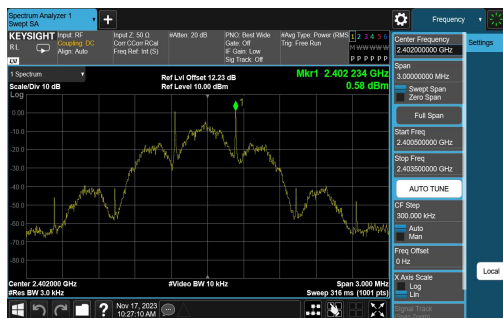 Spectrum Analyzer 1
Swept SA
+
Frequency
KEYSIGHT
RL
LV
Input: RF
Coupling: DC
Align: Auto
Input Z: 50 Ω
Corr CCorr RCal
Freq Ref: Int (S)
#Atten: 20 dB
PNO: Best Wide
Gate: Off
IF Gain: Low
Sig Track: Off
#Avg Type: Power (RMS
Trig: Free Run
1 2 3 4 5 6
M W W W W W
P P P P P P
Center Frequency
2.402000000 GHz
Settings
Span
3.00000000 MHz
Swept Span
Zero Span
Full Span
Start Freq
2.400500000 GHz
Stop Freq
2.403500000 GHz
AUTO TUNE
CF Step
300.000 kHz
Auto
Man
Freq Offset
0 Hz
X Axis Scale
Log
Lin
Signal Track
Local
1 Spectrum
Scale/Div 10 dB
Ref Lvl Offset 12.23 dB
Ref Level 10.00 dBm
Mkr1 2.402 234 GHz
0.58 dBm
Log
1
0.00
-10.0
-20.0
-30.0
-40.0
-50.0
-60.0
-70.0
-80.0
Center 2.402000 GHz
#Res BW 3.0 kHz
#Video BW 10 kHz
Span 3.000 MHz
Sweep 316 ms (1001 pts)
?
Nov 17, 2023
10:27:10 AM